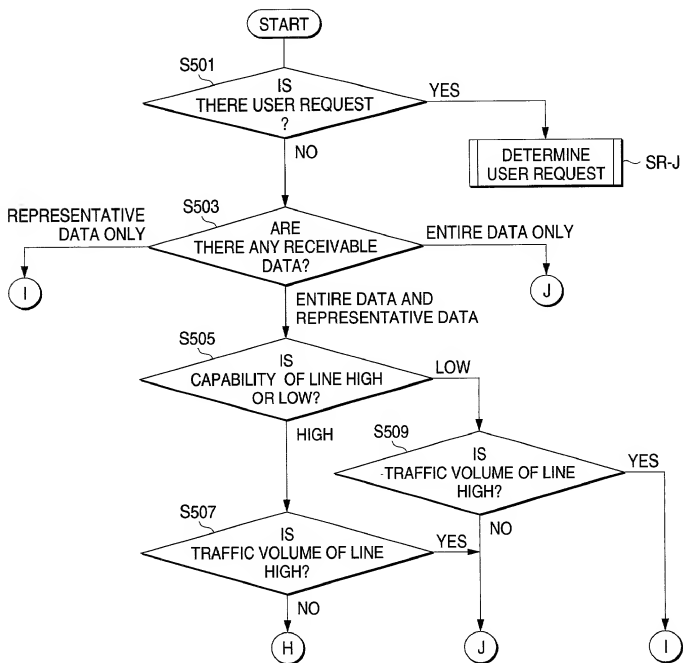 START
S501
IS
THERE USER REQUEST
?
YES
NO
DETERMINE
USER REQUEST
SR-J
REPRESENTATIVE
DATA ONLY
S503
ARE
THERE ANY RECEIVABLE
DATA?
ENTIRE DATA ONLY
I
J
ENTIRE DATA AND
REPRESENTATIVE DATA
S505
IS
CAPABILITY OF LINE HIGH
OR LOW?
LOW
HIGH
S509
IS
TRAFFIC VOLUME OF LINE
HIGH?
YES
NO
S507
IS
TRAFFIC VOLUME OF LINE
HIGH?
YES
NO
H
J
I